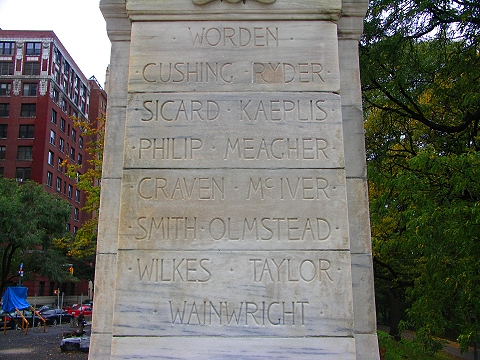 · WORDEN ·
· CUSHING · RYDER ·
· SICARD · KAEPLIS ·
· PHILIP · MEAGHER ·
· CRAVEN · McIVER ·
· SMITH · OLMSTEAD ·
· WILKES · TAYLOR ·
· WAINWRIGHT ·